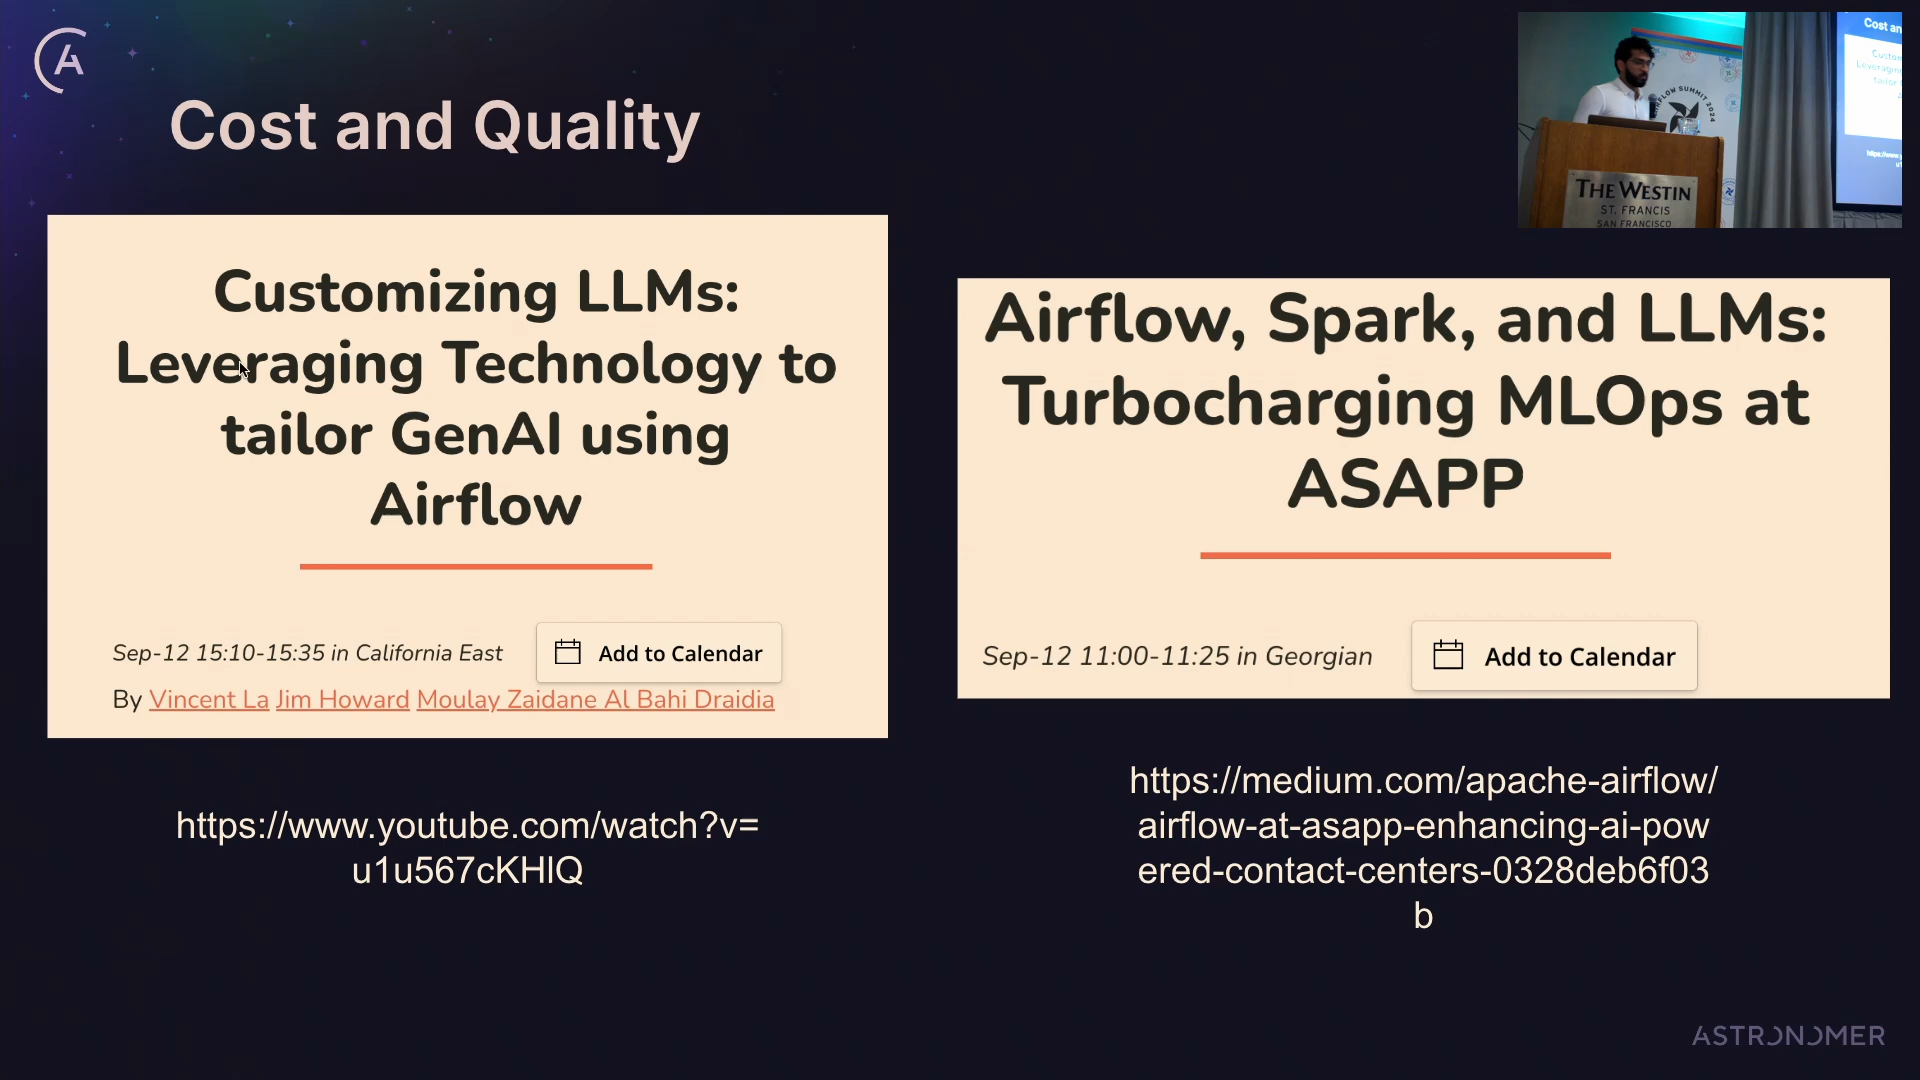 Cost and Quality
Customizing LLMs:
Leveraging Technology to
tailor GenAI using
Airflow
Sep-12 15:10-15:35 in California East
Add to Calendar
By Vincent La Jim Howard Moulay Zaidane Al Bahi Draidia
https://www.youtube.com/watch?v=
u1u567cKHlQ
Airflow, Spark, and LLMs:
Turbocharging MLOps at
ASAPP
Sep-12 11:00-11:25 in Georgian
Add to Calendar
https://medium.com/apache-airflow/
airflow-at-asapp-enhancing-ai-pow
ered-contact-centers-0328deb6f03
b
AIRFLOW SUMMIT 2024
THE WESTIN
ST. FRANCIS
SAN FRANCISCO
ASTRONOMER